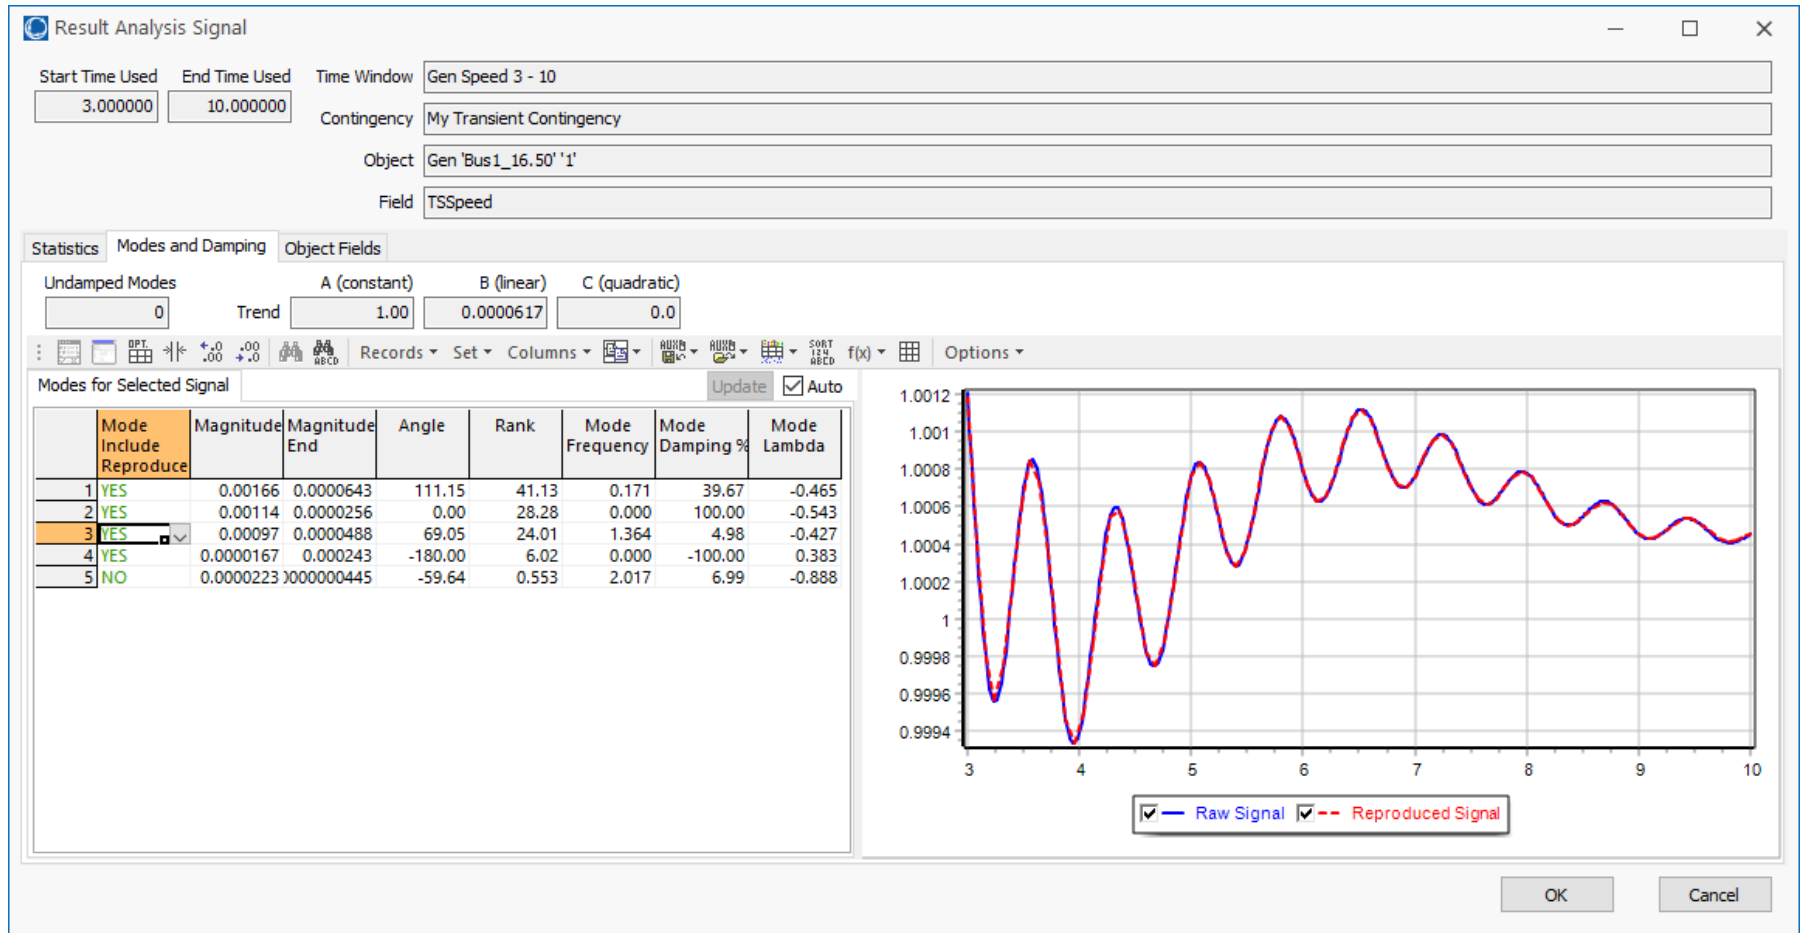 Result Analysis Signal
Start Time Used End Time Used Time Window Gen Speed 3 - 10
3.000000 10.000000
Contingency My Transient Contingency
Object Gen 'Bus1_16.50' '1'
Field TSSpeed
Statistics Modes and Damping Object Fields
Undamped Modes A (constant) B (linear) C (quadratic)
0 Trend 1.00 0.0000617 0.0
Records Set Columns f(x) Options
Modes for Selected Signal Update Auto
Mode Include Reproduce Magnitude Magnitude End Angle Rank Mode Frequency Mode Damping % Mode Lambda
1 YES 0.00166 0.0000643 111.15 41.13 0.171 39.67 -0.465
2 YES 0.00114 0.0000256 0.00 28.28 0.000 100.00 -0.543
3 YES 0.00097 0.0000488 69.05 24.01 1.364 4.98 -0.427
4 YES 0.0000167 0.000243 -180.00 6.02 0.000 -100.00 0.383
5 NO 0.0000223 0000000445 -59.64 0.553 2.017 6.99 -0.888
1.0012
1.001
1.0008
1.0006
1.0004
1.0002
1
0.9998
0.9996
0.9994
3 4 5 6 7 8 9 10
Raw Signal Reproduced Signal
OK Cancel